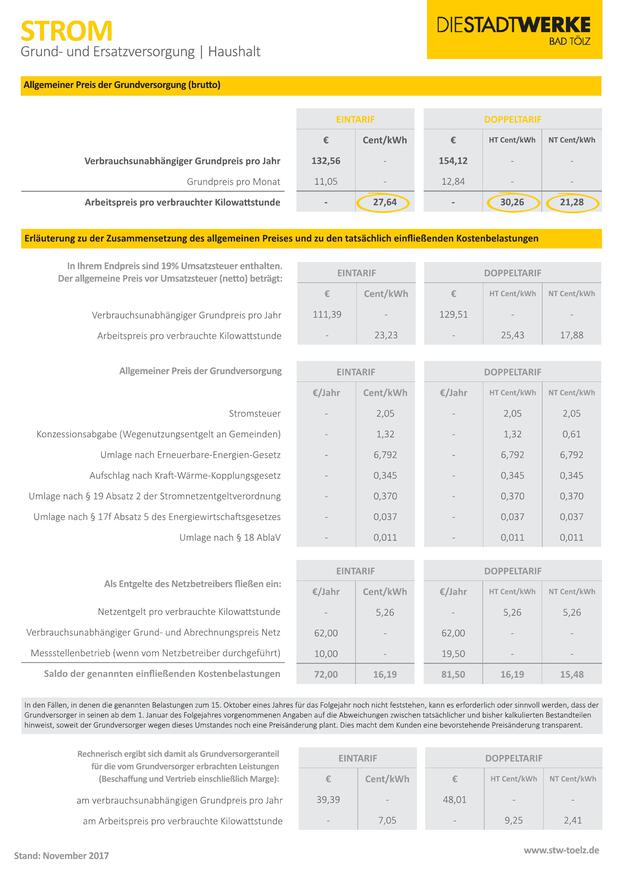 STROM
Grund- und Ersatzversorgung | Haushalt
DIESTADTWERKE
BAD TÖLZ
Allgemeiner Preis der Grundversorgung (brutto)
EINTARIF DOPPELTARIF
€ Cent/kWh € HT Cent/kWh NT Cent/kWh
Verbrauchsunabhängiger Grundpreis pro Jahr 132,56 - 154,12 - -
Grundpreis pro Monat 11,05 - 12,84 - -
Arbeitspreis pro verbrauchter Kilowattstunde - 27,64 - 30,26 21,28
Erläuterung zu der Zusammensetzung des allgemeinen Preises und zu den tatsächlich einfließenden Kostenbelastungen
In Ihrem Endpreis sind 19% Umsatzsteuer enthalten.
Der allgemeine Preis vor Umsatzsteuer (netto) beträgt:
EINTARIF DOPPELTARIF
€ Cent/kWh € HT Cent/kWh NT Cent/kWh
Verbrauchsunabhängiger Grundpreis pro Jahr 111,39 - 129,51 - -
Arbeitspreis pro verbrauchte Kilowattstunde - 23,23 - 25,43 17,88
Allgemeiner Preis der Grundversorgung EINTARIF DOPPELTARIF
€/Jahr Cent/kWh €/Jahr HT Cent/kWh NT Cent/kWh
Stromsteuer - 2,05 - 2,05 2,05
Konzessionsabgabe (Wegenutzungsentgelt an Gemeinden) - 1,32 - 1,32 0,61
Umlage nach Erneuerbare-Energien-Gesetz - 6,792 - 6,792 6,792
Aufschlag nach Kraft-Wärme-Kopplungsgesetz - 0,345 - 0,345 0,345
Umlage nach § 19 Absatz 2 der Stromnetzentgeltverordnung - 0,370 - 0,370 0,370
Umlage nach § 17f Absatz 5 des Energiewirtschaftsgesetzes - 0,037 - 0,037 0,037
Umlage nach § 18 AblaV - 0,011 - 0,011 0,011
EINTARIF DOPPELTARIF
Als Entgelte des Netzbetreibers fließen ein: €/Jahr Cent/kWh €/Jahr HT Cent/kWh NT Cent/kWh
Netzentgelt pro verbrauchte Kilowattstunde - 5,26 - 5,26 5,26
Verbrauchsunabhängiger Grund- und Abrechnungspreis Netz 62,00 - 62,00 - -
Messstellenbetrieb (wenn vom Netzbetreiber durchgeführt) 10,00 - 19,50 - -
Saldo der genannten einfließenden Kostenbelastungen 72,00 16,19 81,50 16,19 15,48
In den Fällen, in denen die genannten Belastungen zum 15. Oktober eines Jahres für das Folgejahr noch nicht feststehen, kann es erforderlich oder sinnvoll werden, dass der
Grundversorger in seinen ab dem 1. Januar des Folgejahres vorgenommenen Angaben auf die Abweichungen zwischen tatsächlicher und bisher kalkulierten Bestandteilen
hinweist, soweit der Grundversorger wegen dieses Umstandes noch eine Preisänderung plant. Dies macht dem Kunden eine bevorstehende Preisänderung transparent.
Rechnerisch ergibt sich damit als Grundversorgeranteil
für die vom Grundversorger erbrachten Leistungen
(Beschaffung und Vertrieb einschließlich Marge):
EINTARIF DOPPELTARIF
€ Cent/kWh € HT Cent/kWh NT Cent/kWh
am verbrauchsunabhängigen Grundpreis pro Jahr 39,39 - 48,01 - -
am Arbeitspreis pro verbrauchte Kilowattstunde - 7,05 - 9,25 2,41
Stand: November 2017
www.stw-toelz.de